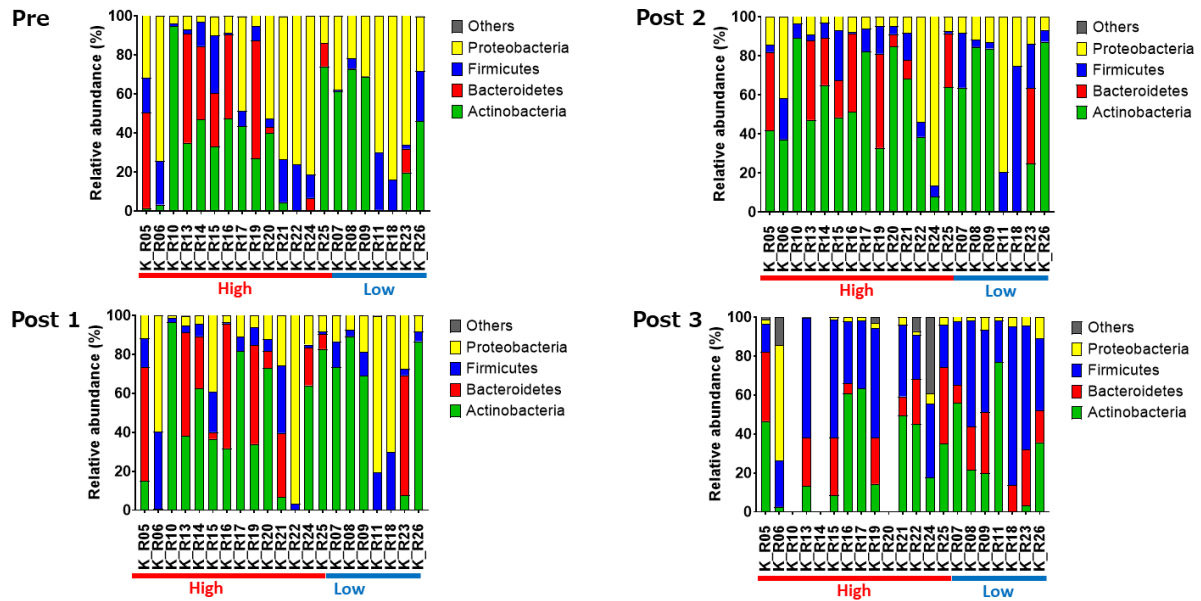 Pre
Relative abundance (%)
100
80
60
40
20
0
Others
Proteobacteria
Firmicutes
Bacteroidetes
Actinobacteria
K_R05
K_R06
K_R10
K_R13
K_R14
K_R15
K_R16
K_R17
K_R19
K_R20
K_R21
K_R22
K_R24
K_R25
K_R07
K_R08
K_R09
K_R11
K_R18
K_R23
K_R26
High
Low
Post 2
Relative abundance (%)
100
80
60
40
20
0
Others
Proteobacteria
Firmicutes
Bacteroidetes
Actinobacteria
K_R05
K_R06
K_R10
K_R13
K_R14
K_R15
K_R16
K_R17
K_R19
K_R20
K_R21
K_R22
K_R24
K_R25
K_R07
K_R08
K_R09
K_R11
K_R18
K_R23
K_R26
High
Low
Post 1
Relative abundance (%)
100
80
60
40
20
0
Others
Proteobacteria
Firmicutes
Bacteroidetes
Actinobacteria
K_R05
K_R06
K_R10
K_R13
K_R14
K_R15
K_R16
K_R17
K_R19
K_R20
K_R21
K_R22
K_R24
K_R25
K_R07
K_R08
K_R09
K_R11
K_R18
K_R23
K_R26
High
Low
Post 3
Relative abundance (%)
100
80
60
40
20
0
Others
Proteobacteria
Firmicutes
Bacteroidetes
Actinobacteria
K_R05
K_R06
K_R10
K_R13
K_R14
K_R15
K_R16
K_R17
K_R19
K_R20
K_R21
K_R22
K_R24
K_R25
K_R07
K_R08
K_R09
K_R11
K_R18
K_R23
K_R26
High
Low